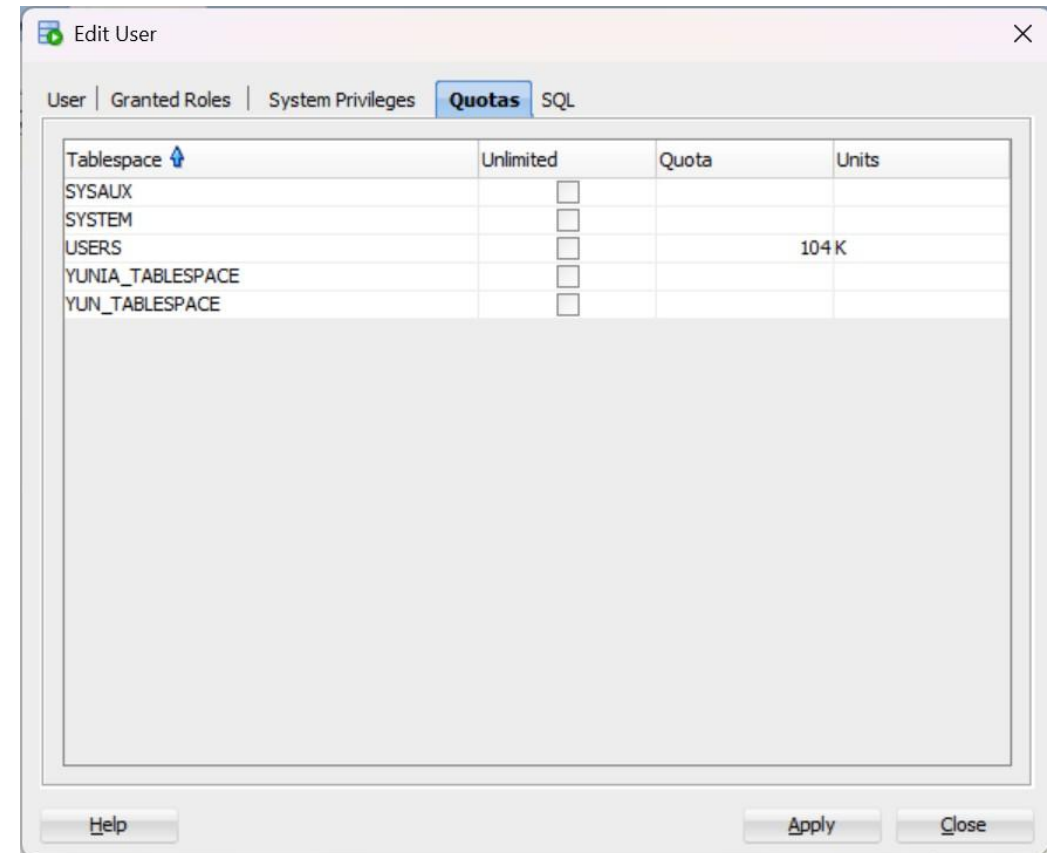 Edit User
User | Granted Roles | System Privileges Quotas SQL
Tablespace Unlimited Quota Units
SYSAUX
SYSTEM
USERS 104 K
YUNIA_TABLESPACE
YUN_TABLESPACE
Help Apply Close